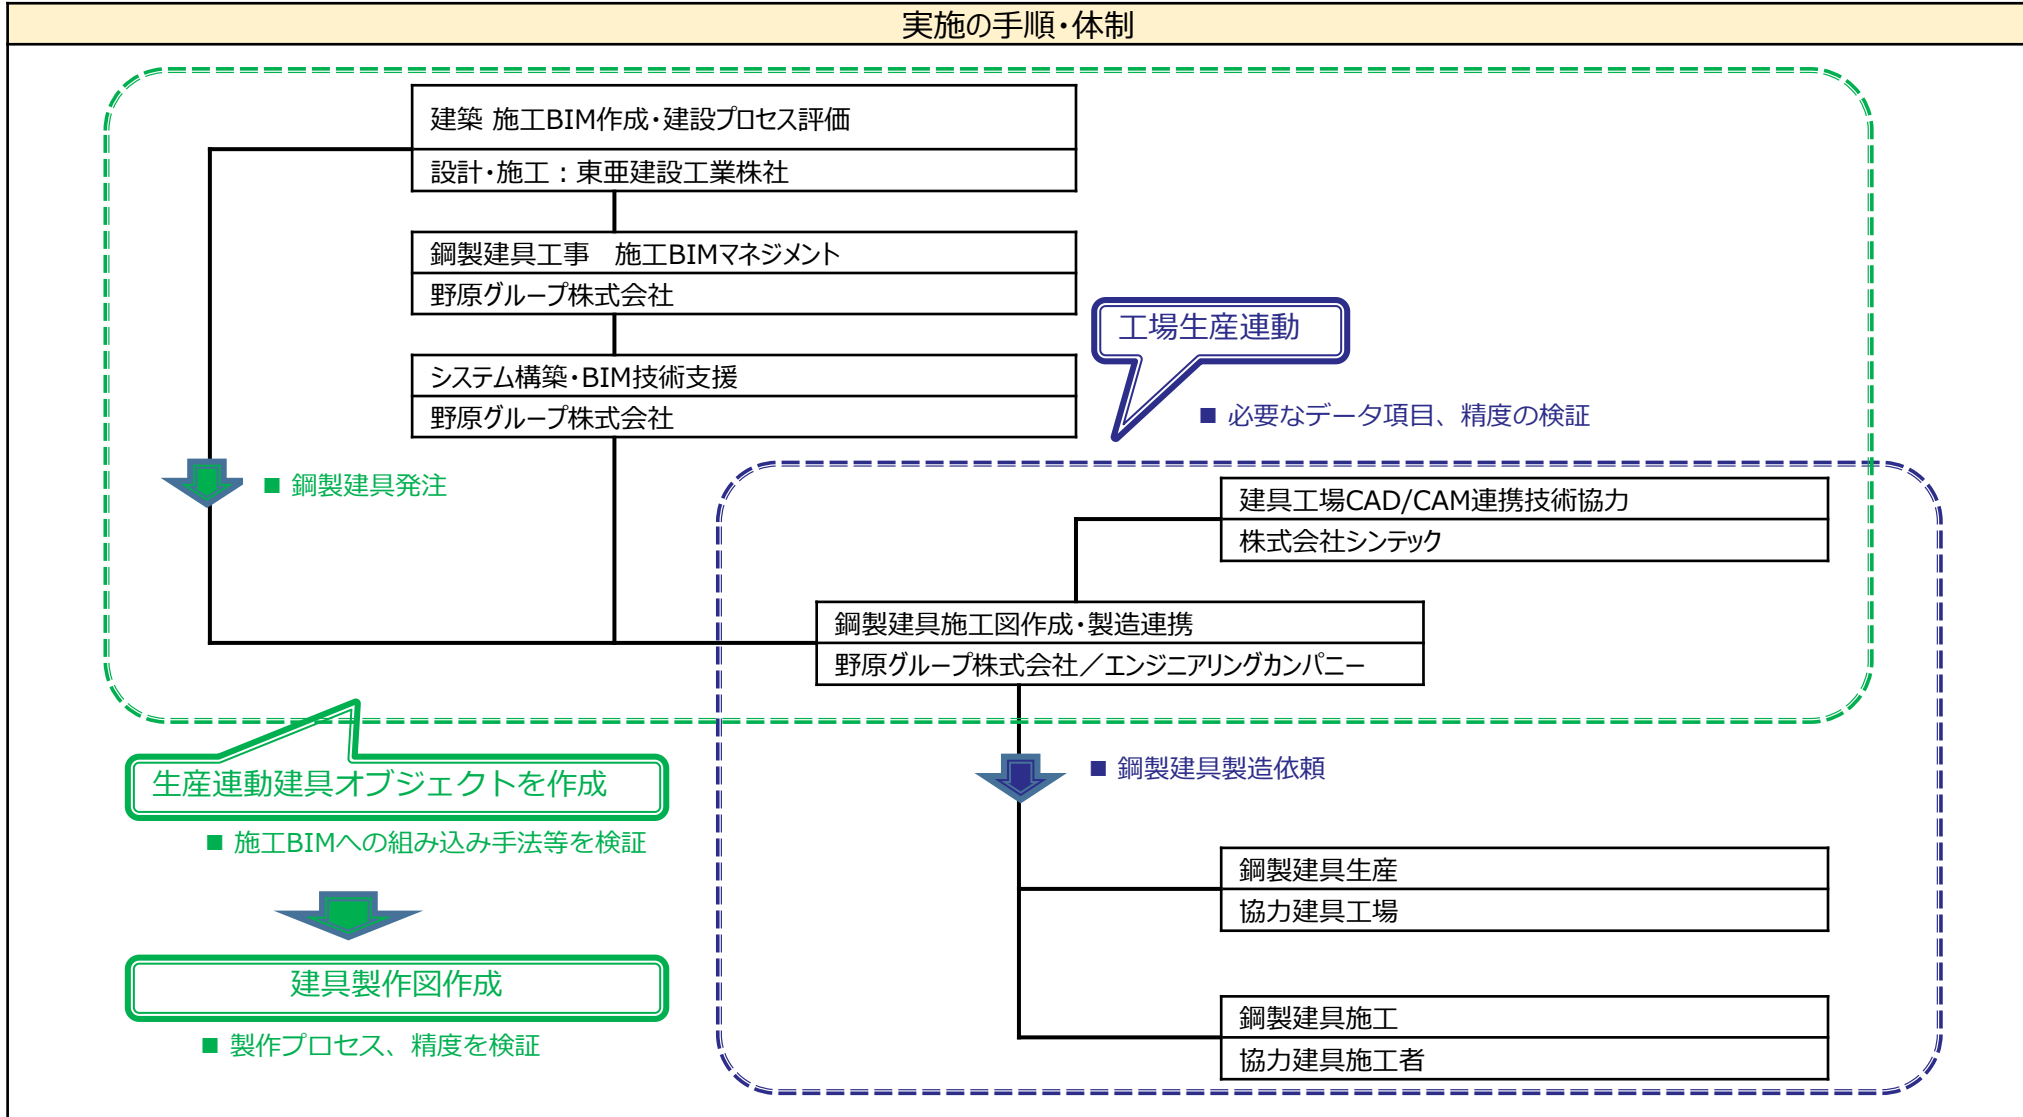 実施の手順・体制
建築 施工BIM作成・建設プロセス評価
設計・施工：東亜建設工業株社
鋼製建具工事　施工BIMマネジメント
野原グループ株式会社
工場生産連動
システム構築・BIM技術支援
野原グループ株式会社
■ 必要なデータ項目、精度の検証
■ 鋼製建具発注
建具工場CAD/CAM連携技術協力
株式会社シンテック
鋼製建具施工図作成・製造連携
野原グループ株式会社／エンジニアリングカンパニー
生産連動建具オブジェクトを作成
■ 施工BIMへの組み込み手法等を検証
■ 鋼製建具製造依頼
鋼製建具生産
協力建具工場
建具製作図作成
■ 製作プロセス、精度を検証
鋼製建具施工
協力建具施工者